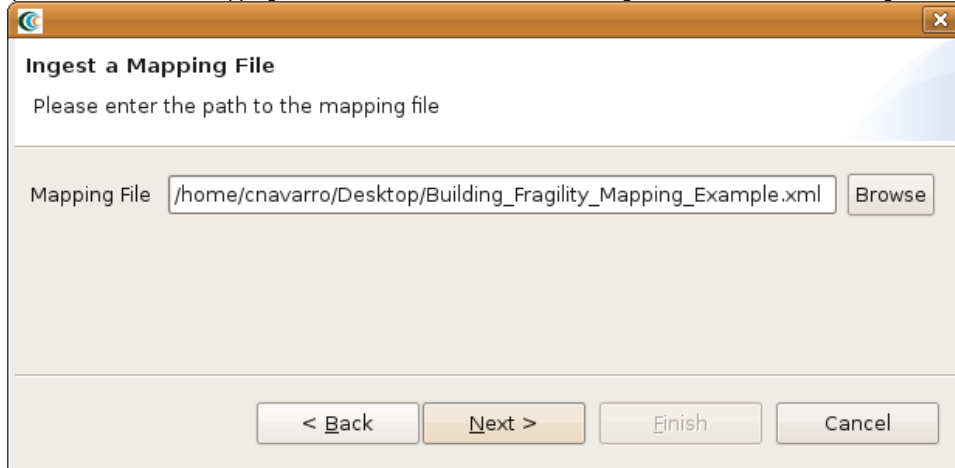 Ingest a Mapping File
Please enter the path to the mapping file
Mapping File /home/cnavarro/Desktop/Building_Fragility_Mapping_Example.xml Browse
< Back Next > Finish Cancel